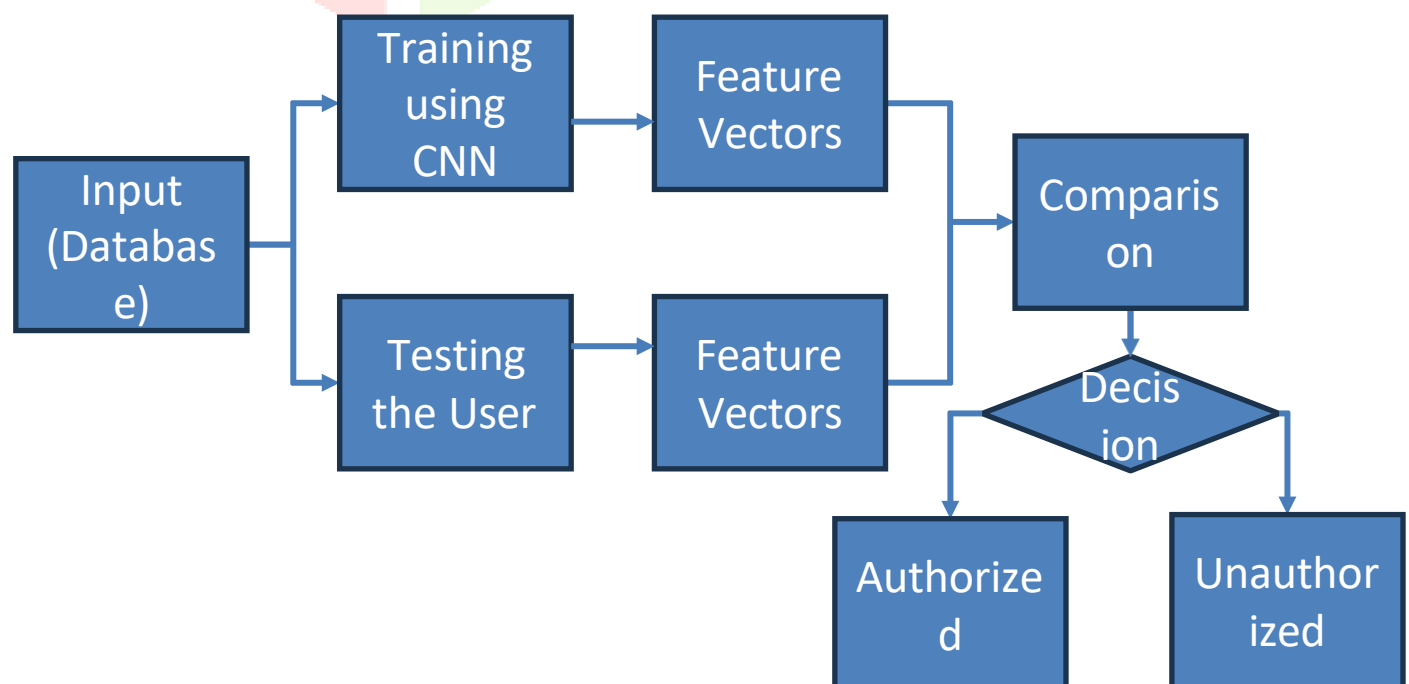 Training
using
CNN
Feature
Vectors
Input
(Databas
e)
Comparis
on
Testing
the User
Feature
Vectors
Decis
ion
Authorize
d
Unauthor
ized